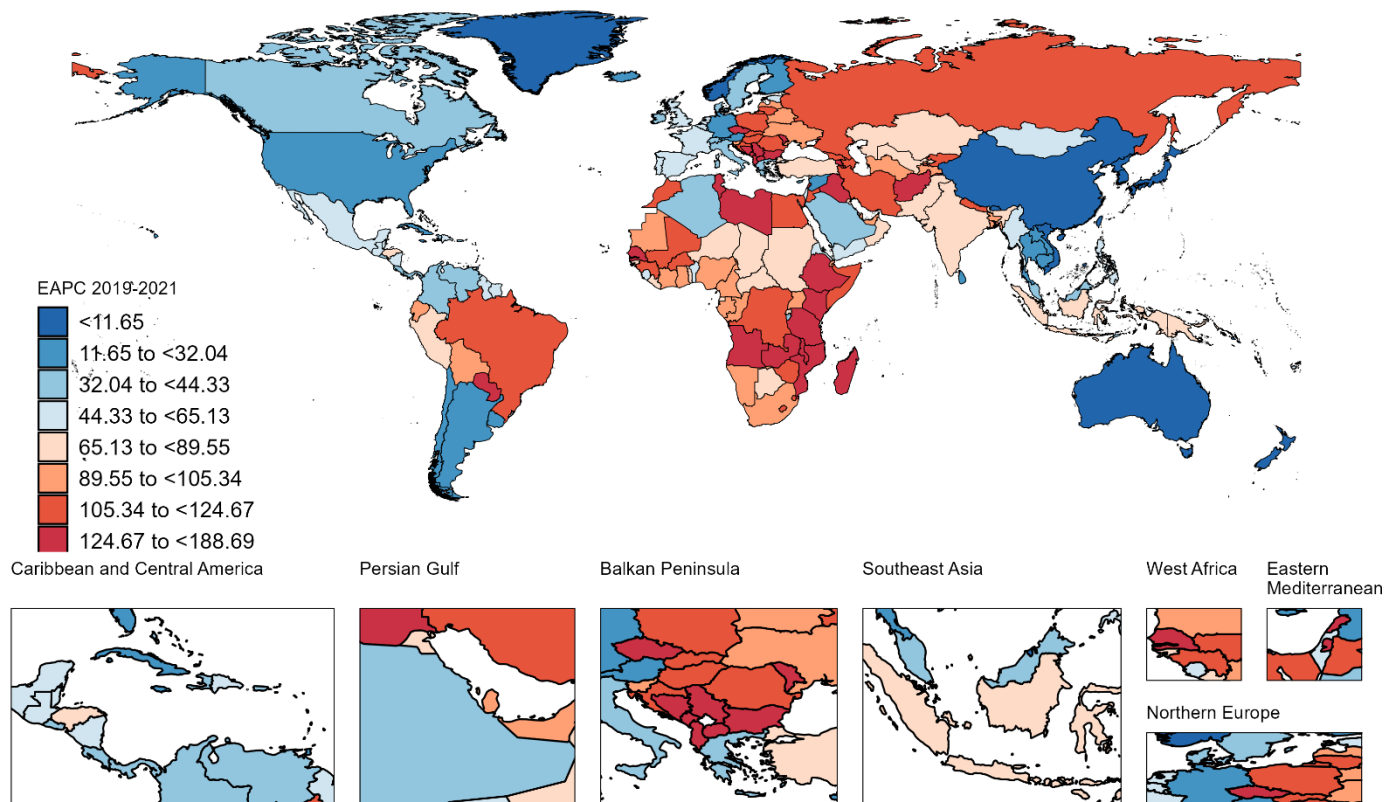 EAPC 2019-2021
<11.65
11.65 to <32.04
32.04 to <44.33
44.33 to <65.13
65.13 to <89.55
89.55 to <105.34
105.34 to <124.67
124.67 to <188.69
Caribbean and Central America
Persian Gulf
Balkan Peninsula
Southeast Asia
West Africa
Eastern
Mediterranean
Northern Europe